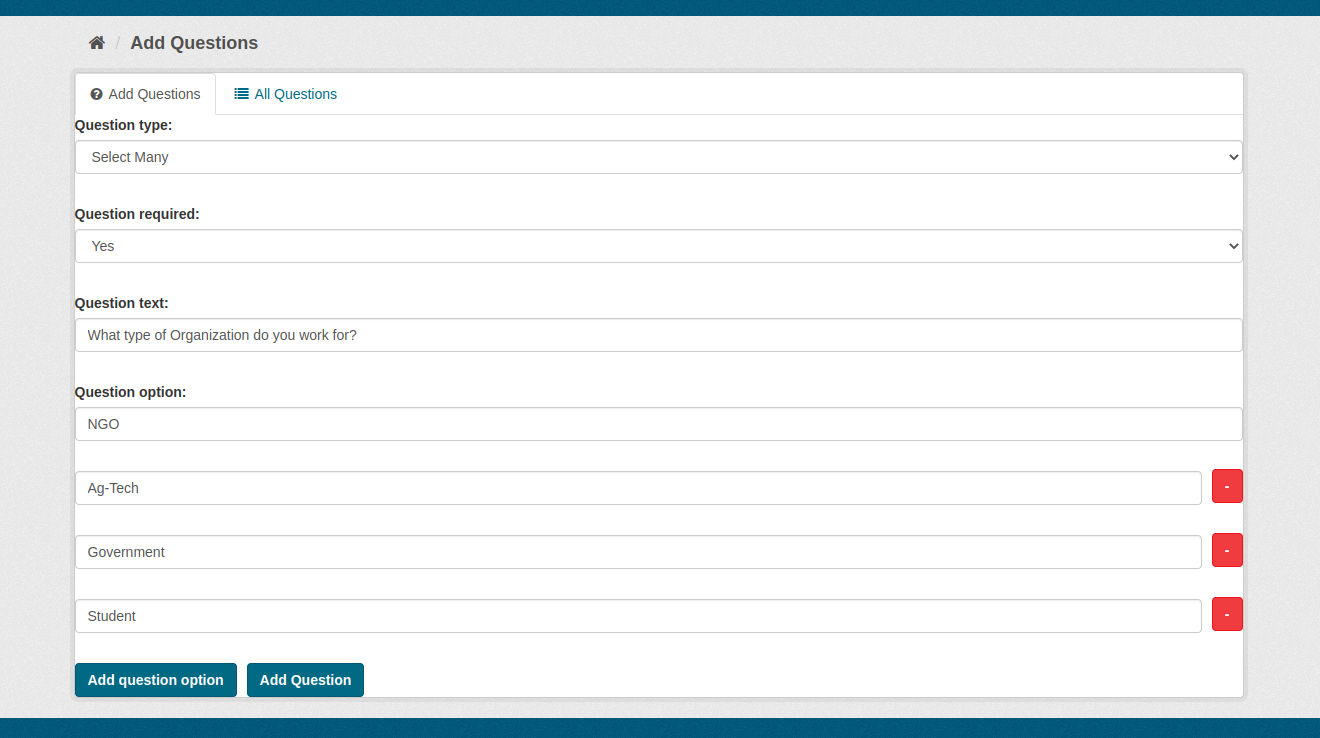 / Add Questions
Add Questions All Questions
Question type:
Select Many
Question required:
Yes
Question text:
What type of Organization do you work for?
Question option:
NGO
Ag-Tech -
Government -
Student -
Add question option Add Question